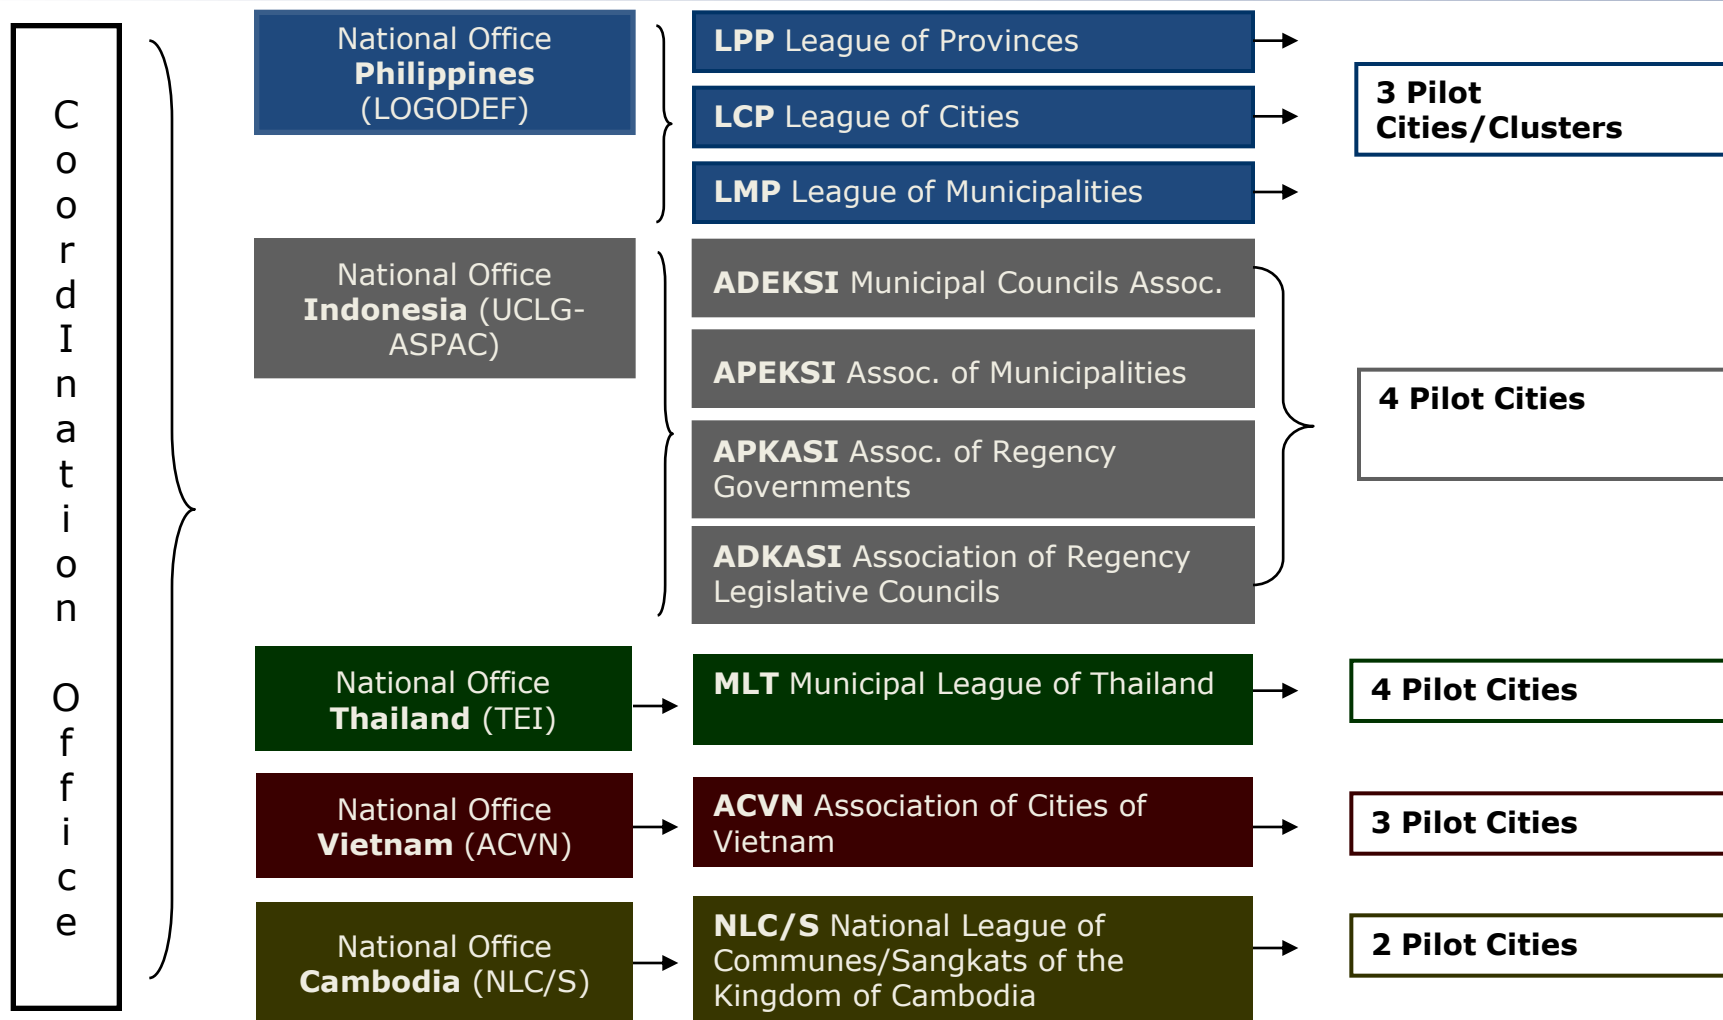 CoordInation Office
National Office
Philippines
(LOGODEF)
LPP League of Provinces
LCP League of Cities
LMP League of Municipalities
3 Pilot
Cities/Clusters
National Office
Indonesia (UCLG-
ASPAC)
ADEKSI Municipal Councils Assoc.
APEKSI Assoc. of Municipalities
APKASI Assoc. of Regency
Governments
ADKASI Association of Regency
Legislative Councils
4 Pilot Cities
National Office
Thailand (TEI)
MLT Municipal League of Thailand
4 Pilot Cities
National Office
Vietnam (ACVN)
ACVN Association of Cities of
Vietnam
3 Pilot Cities
National Office
Cambodia (NLC/S)
NLC/S National League of
Communes/Sangkats of the
Kingdom of Cambodia
2 Pilot Cities